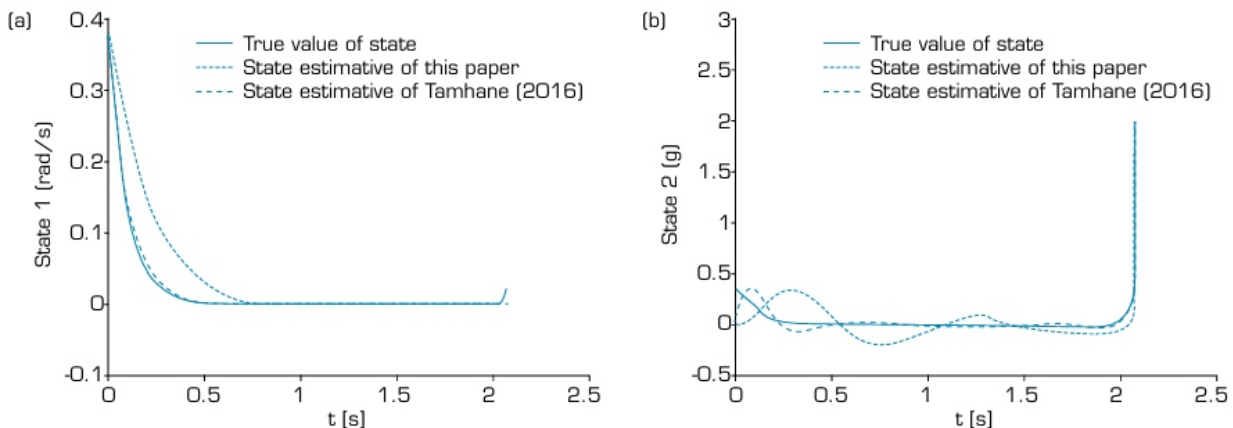 (a)
0.4
0.3
0.2
0.1
0
-0.1
State 1 (rad/s)
True value of state
State estimative of this paper
State estimative of Tamhane (2016)
0
0.5
1
1.5
2
2.5
t [s]
(b)
3
2.5
2
1.5
1
0.5
0
-0.5
State 2 (g)
True value of state
State estimative of this paper
State estimative of Tamhane (2016)
0
0.5
1
1.5
2
2.5
t [s]